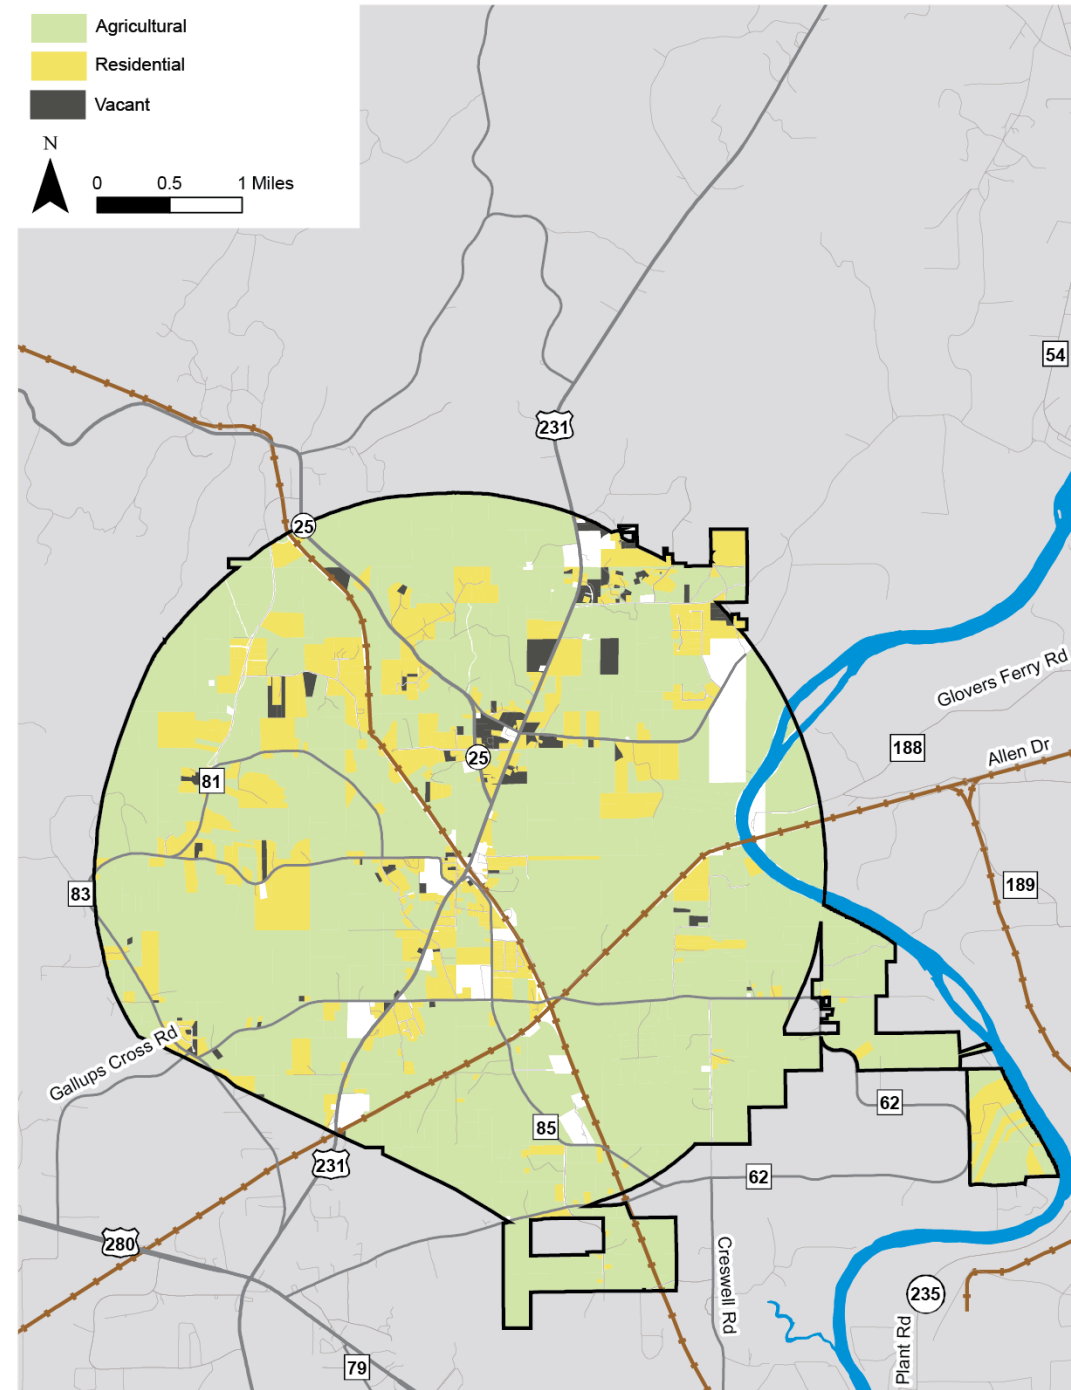 Agricultural
Residential
Vacant
N
0 0.5 1 Miles
54
231
25
Glovers Ferry Rd
188
Allen Dr
25
81
83
189
Gallups Cross Rd
62
85
231
62
280
Creswell Rd
235
Plant Rd
79